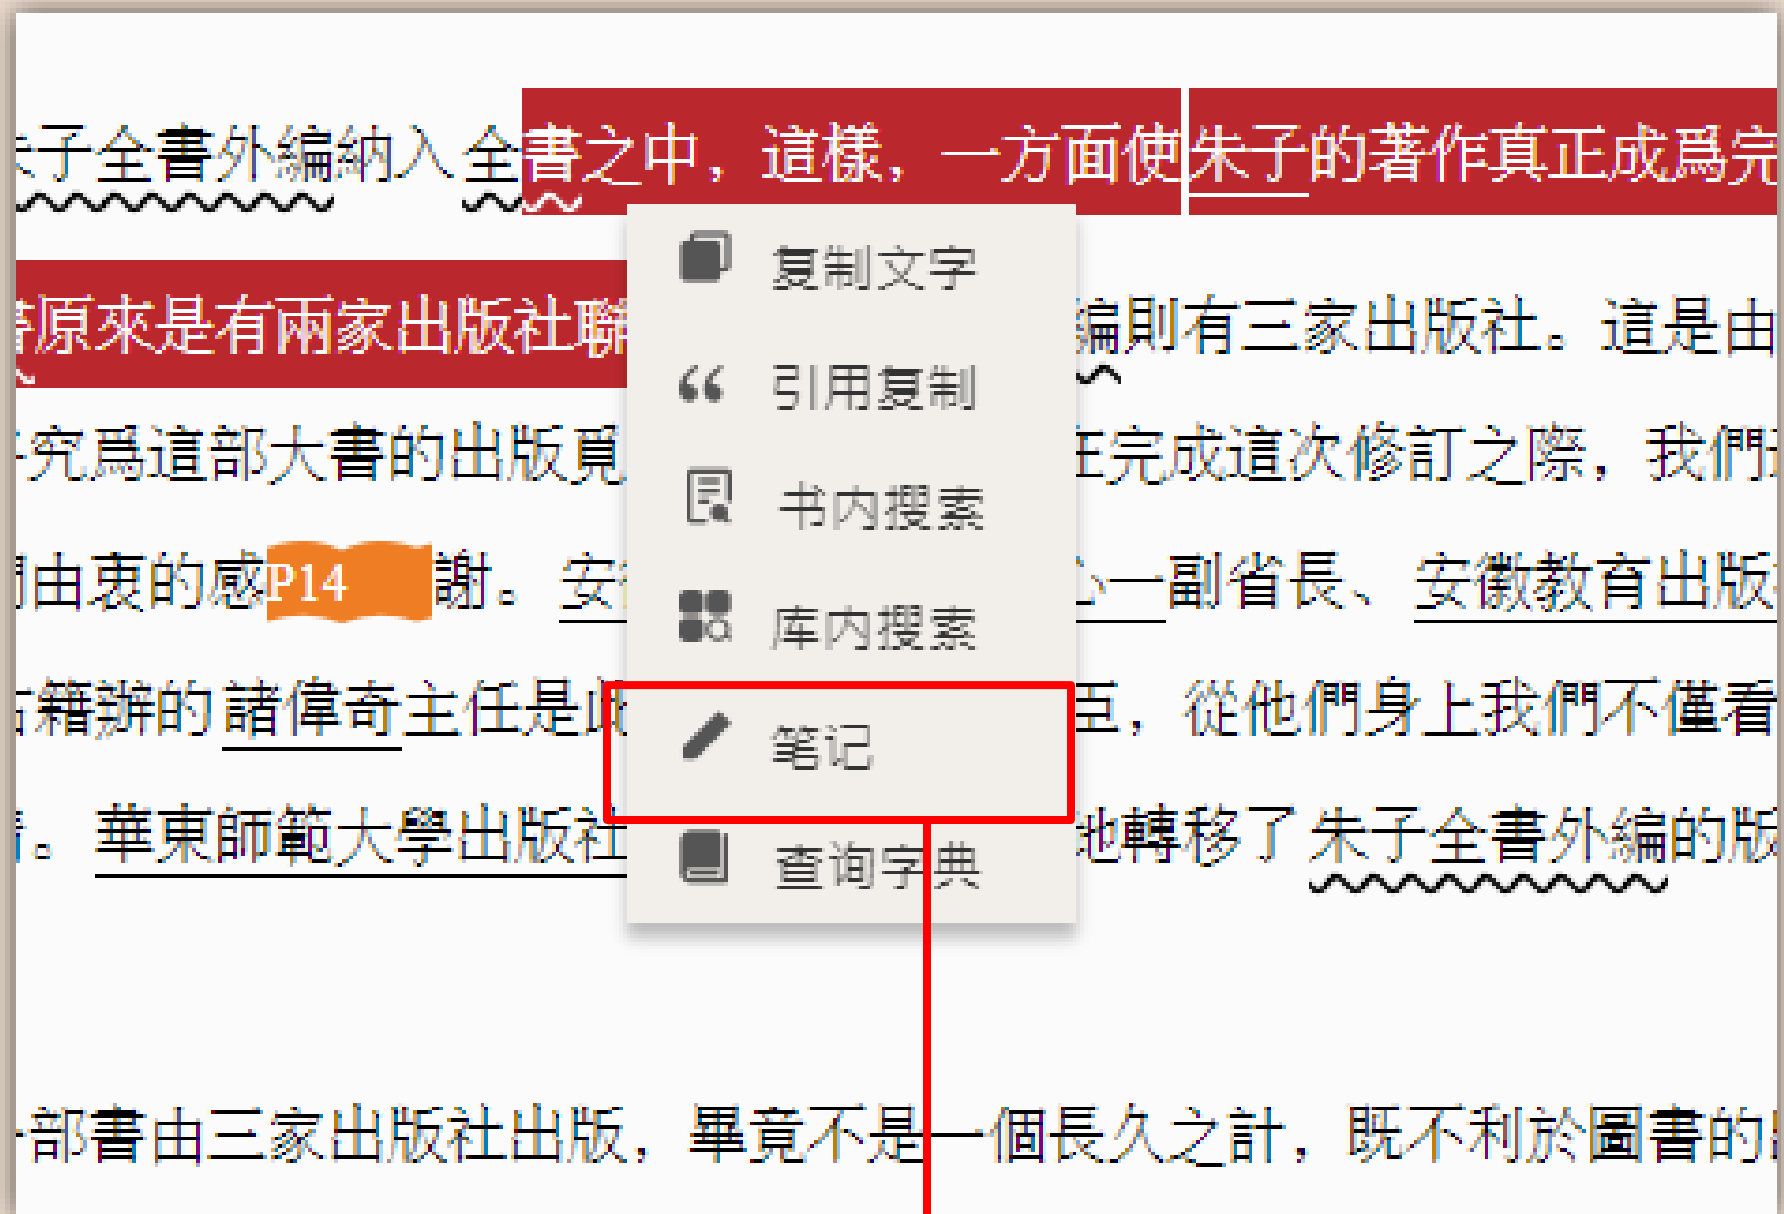 子全書外編納入全書之中，這樣，一方面使朱子的著作真正成爲完
原來是有兩家出版社聯
編則有三家出版社。這是由
究爲這部大書的出版覓
完成這次修訂之際，我們
由衷的感P14謝。安
一副省長、安徽教育出版
籍辦的諸偉奇主任是此
臣，從他們身上我們不僅看
。華東師範大學出版社
地轉移了朱子全書外編的版
复制文字
引用复制
书内搜索
库内搜索
笔记
查询字典
部書由三家出版社出版，畢竟不是一個長久之計，既不利於圖書的